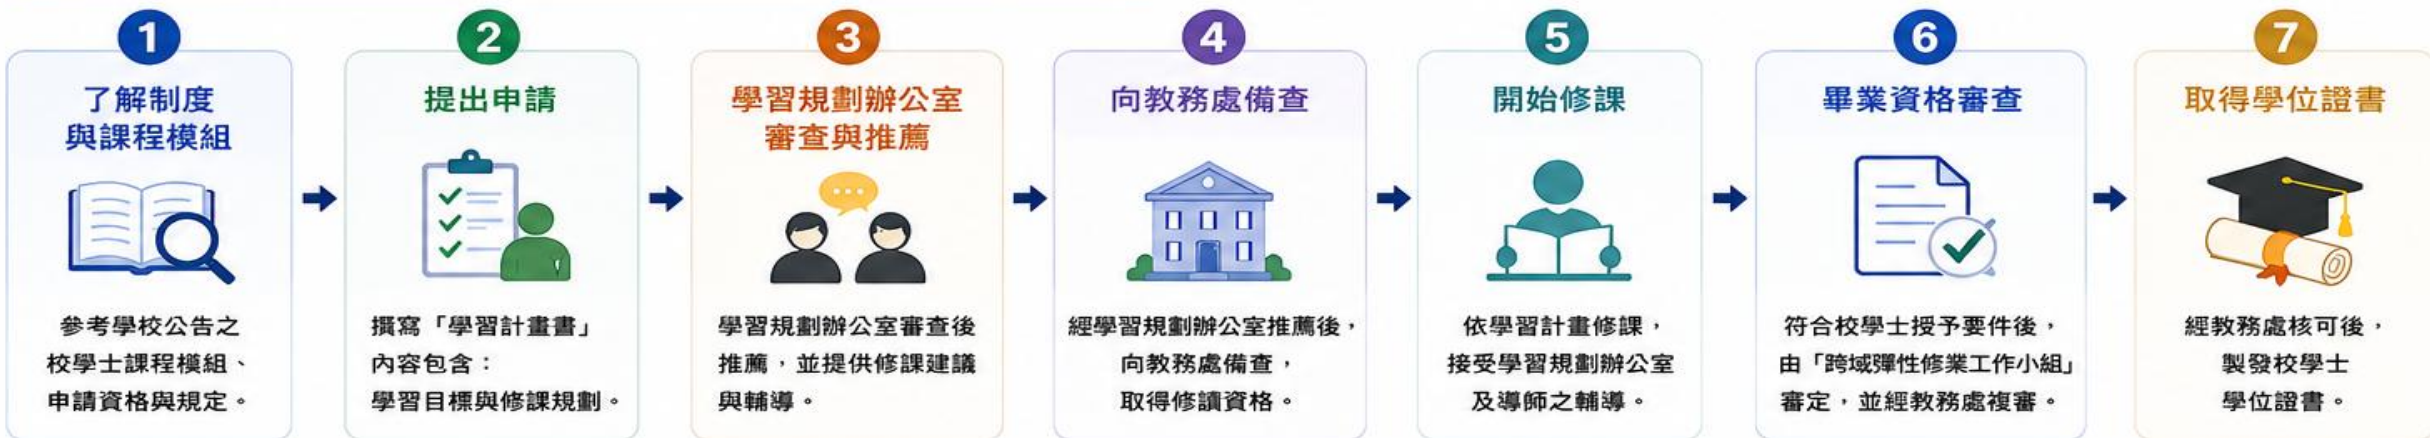 1
了解制度
與課程模組
參考學校公告之
校學士課程模組、
申請資格與規定。
2
提出申請
撰寫「學習計畫書」
內容包含：
學習目標與修課規劃。
3
學習規劃辦公室
審查與推薦
學習規劃辦公室審查後
推薦，並提供修課建議
與輔導。
4
向教務處備查
經學習規劃辦公室推薦後，
向教務處備查，
取得修讀資格。
5
開始修課
依學習計畫修課，
接受學習規劃辦公室
及導師之輔導。
6
畢業資格審查
符合校學士授予要件後，
由「跨域彈性修業工作小組」
審定，並經教務處複審。
7
取得學位證書
經教務處核可後，
製發校學士
學位證書。